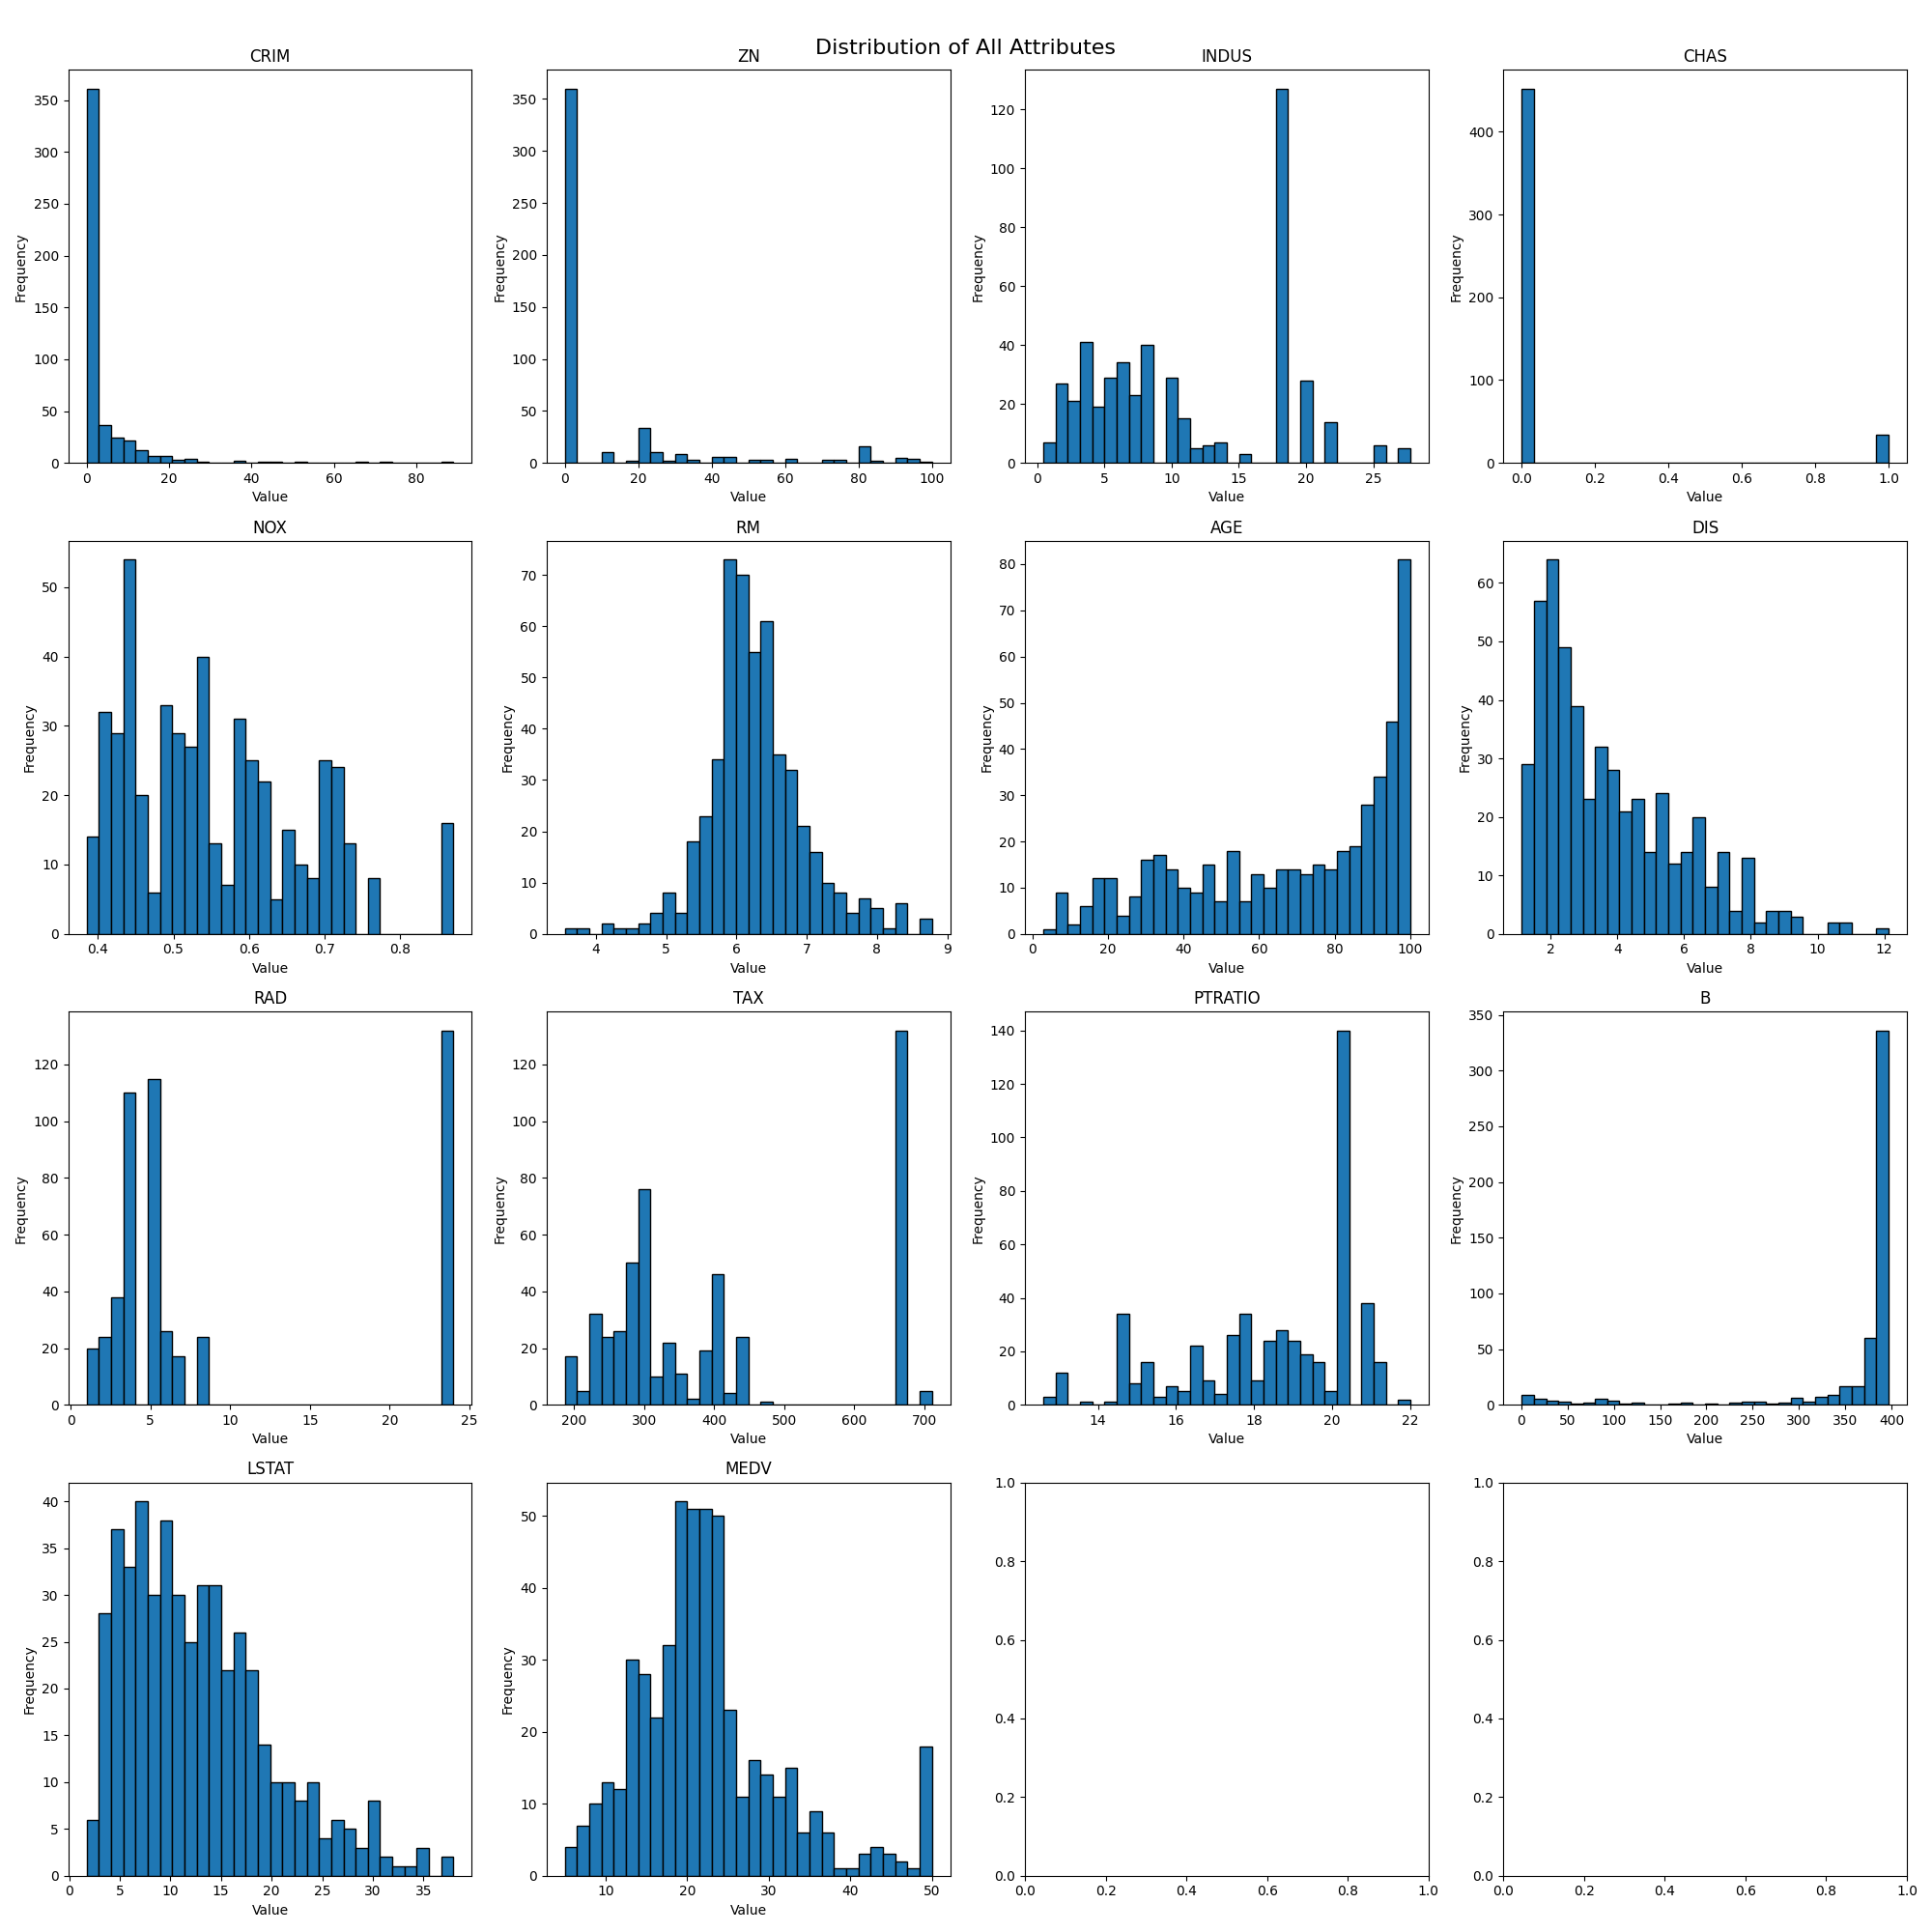 Distribution of All Attributes
CRIM
ZN
INDUS
CHAS
Frequency
350
300
250
200
150
100
50
0
0 20 40 60 80
Value
Frequency
350
300
250
200
150
100
50
0
0 20 40 60 80 100
Value
Frequency
120
100
80
60
40
20
0
0 5 10 15 20 25
Value
Frequency
400
300
200
100
0
0.0 0.2 0.4 0.6 0.8 1.0
Value
NOX
RM
AGE
DIS
Frequency
50
40
30
20
10
0
0.4 0.5 0.6 0.7 0.8
Value
Frequency
70
60
50
40
30
20
10
0
4 5 6 7 8 9
Value
Frequency
80
70
60
50
40
30
20
10
0
0 20 40 60 80 100
Value
Frequency
60
50
40
30
20
10
0
2 4 6 8 10 12
Value
RAD
TAX
PTRATIO
B
Frequency
120
100
80
60
40
20
0
0 5 10 15 20 25
Value
Frequency
120
100
80
60
40
20
0
200 300 400 500 600 700
Value
Frequency
140
120
100
80
60
40
20
0
14 16 18 20 22
Value
Frequency
350
300
250
200
150
100
50
0
0 50 100 150 200 250 300 350 400
Value
LSTAT
MEDV
Frequency
40
35
30
25
20
15
10
5
0
0 5 10 15 20 25 30 35
Value
Frequency
50
40
30
20
10
0
10 20 30 40 50
Value
1.0
0.8
0.6
0.4
0.2
0.0
0.0 0.2 0.4 0.6 0.8 1.0
1.0
0.8
0.6
0.4
0.2
0.0
0.0 0.2 0.4 0.6 0.8 1.0